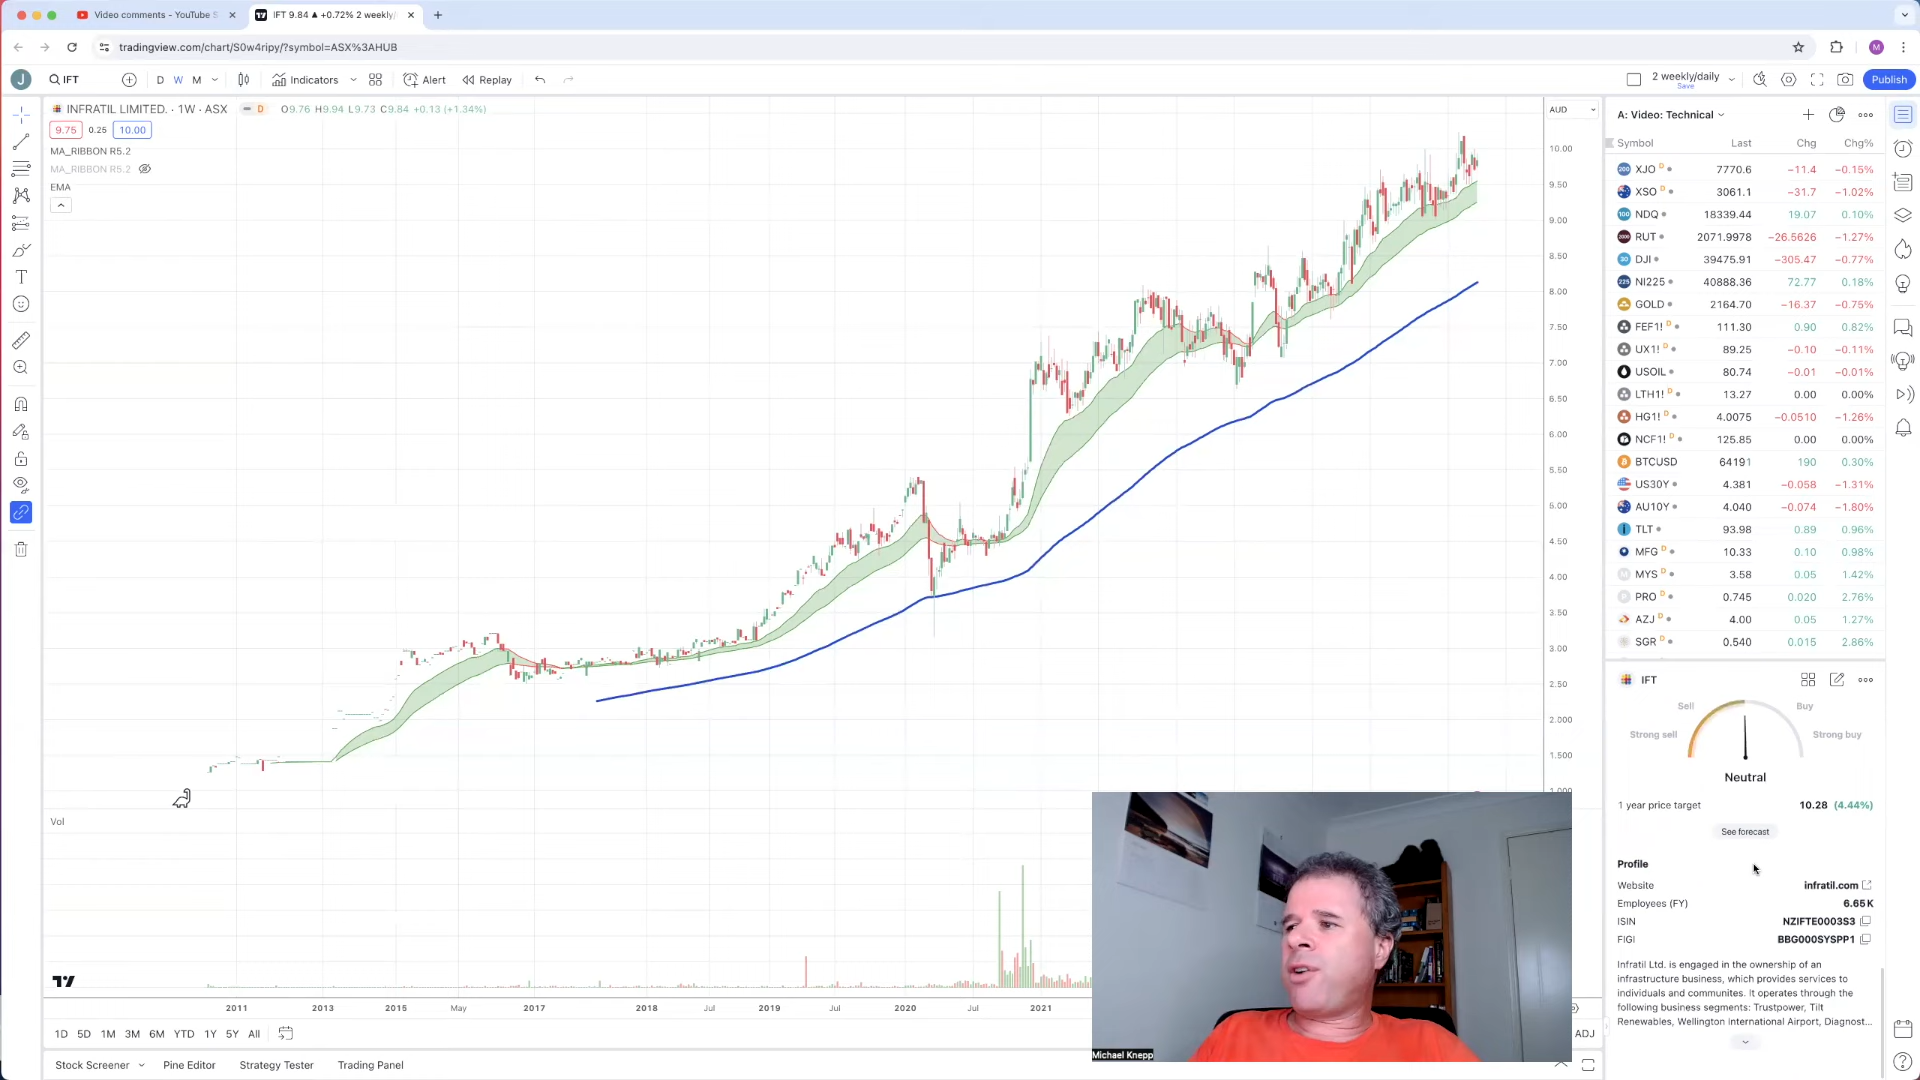 Video comments - YouTube S
IFT 9.84 ▲ +0.72% 2 weekly/
tradingview.com/chart/S0w4ripy/?symbol=ASX%3AHUB
M
J
IFT
D W M
Indicators
Alert
Replay
2 weekly/daily
Save
Publish
INFRATIL LIMITED. · 1W · ASX
D
O9.76 H9.94 L9.73 C9.84 +0.13 (+1.34%)
9.75 0.25 10.00
MA_RIBBON R5.2
MA_RIBBON R5.2
EMA
AUD
10.00
9.50
9.00
8.50
8.00
7.50
7.00
6.50
6.00
5.50
5.00
4.50
4.00
3.50
3.00
2.50
2.000
1.500
1.000
Vol
2011 2013 2015 May 2017 2018 Jul 2019 Jul 2020 Jul 2021
1D 5D 1M 3M 6M YTD 1Y 5Y All
ADJ
Stock Screener Pine Editor Strategy Tester Trading Panel
Michael Knepp
A: Video: Technical
Symbol Last Chg Chg%
XJO D 7770.6 −11.4 −0.15%
XSO D 3061.1 −31.7 −1.02%
NDQ 18339.44 19.07 0.10%
RUT 2071.9978 −26.5626 −1.27%
DJI 39475.91 −305.47 −0.77%
NI225 40888.36 72.77 0.18%
GOLD 2164.70 −16.37 −0.75%
FEF1! D 111.30 0.90 0.82%
UX1! D 89.25 −0.10 −0.11%
USOIL 80.74 −0.01 −0.01%
LTH1! D 13.27 0.00 0.00%
HG1! D 4.0075 −0.0510 −1.26%
NCF1! D 125.85 0.00 0.00%
BTCUSD 64191 190 0.30%
US30Y 4.381 −0.058 −1.31%
AU10Y 4.040 −0.074 −1.80%
TLT 93.98 0.89 0.96%
MFG D 10.33 0.10 0.98%
MYS D 3.58 0.05 1.42%
PRO D 0.745 0.020 2.76%
AZJ D 4.00 0.05 1.27%
SGR D 0.540 0.015 2.86%
IFT
Sell Buy
Strong sell Strong buy
Neutral
1 year price target 10.28 (4.44%)
See forecast
Profile
Website infratil.com
Employees (FY) 6.65K
ISIN NZIFTE0003S3
FIGI BBG000SYSPP1
Infratil Ltd. is engaged in the ownership of an
infrastructure business, which provides services to
individuals and communites. It operates through the
following business segments: Trustpower, Tilt
Renewables, Wellington International Airport, Diagnost...